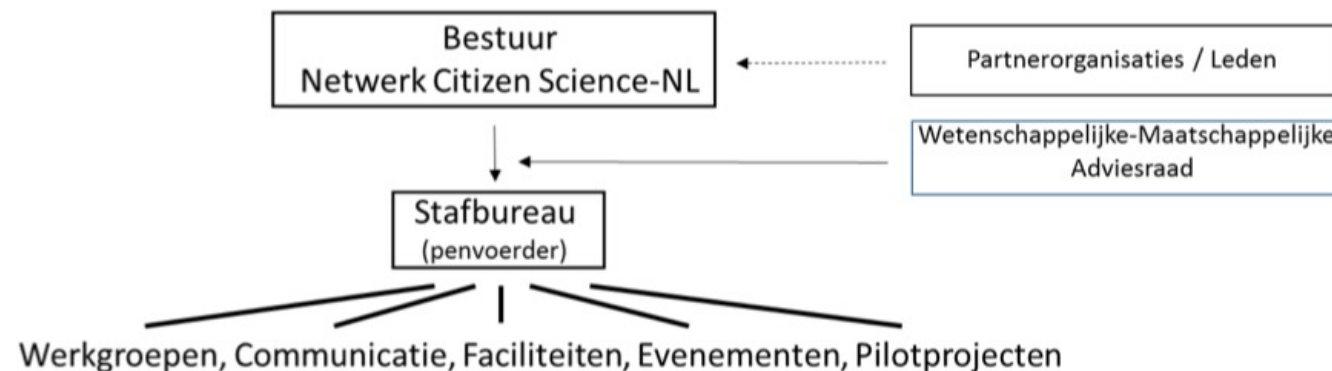 Bestuur
Netwerk Citizen Science-NL
Partnerorganisaties / Leden
Wetenschappelijke-Maatschappelijke
Adviesraad
Stafbureau
(penvoerder)
Werkgroepen, Communicatie, Faciliteiten, Evenementen, Pilotprojecten